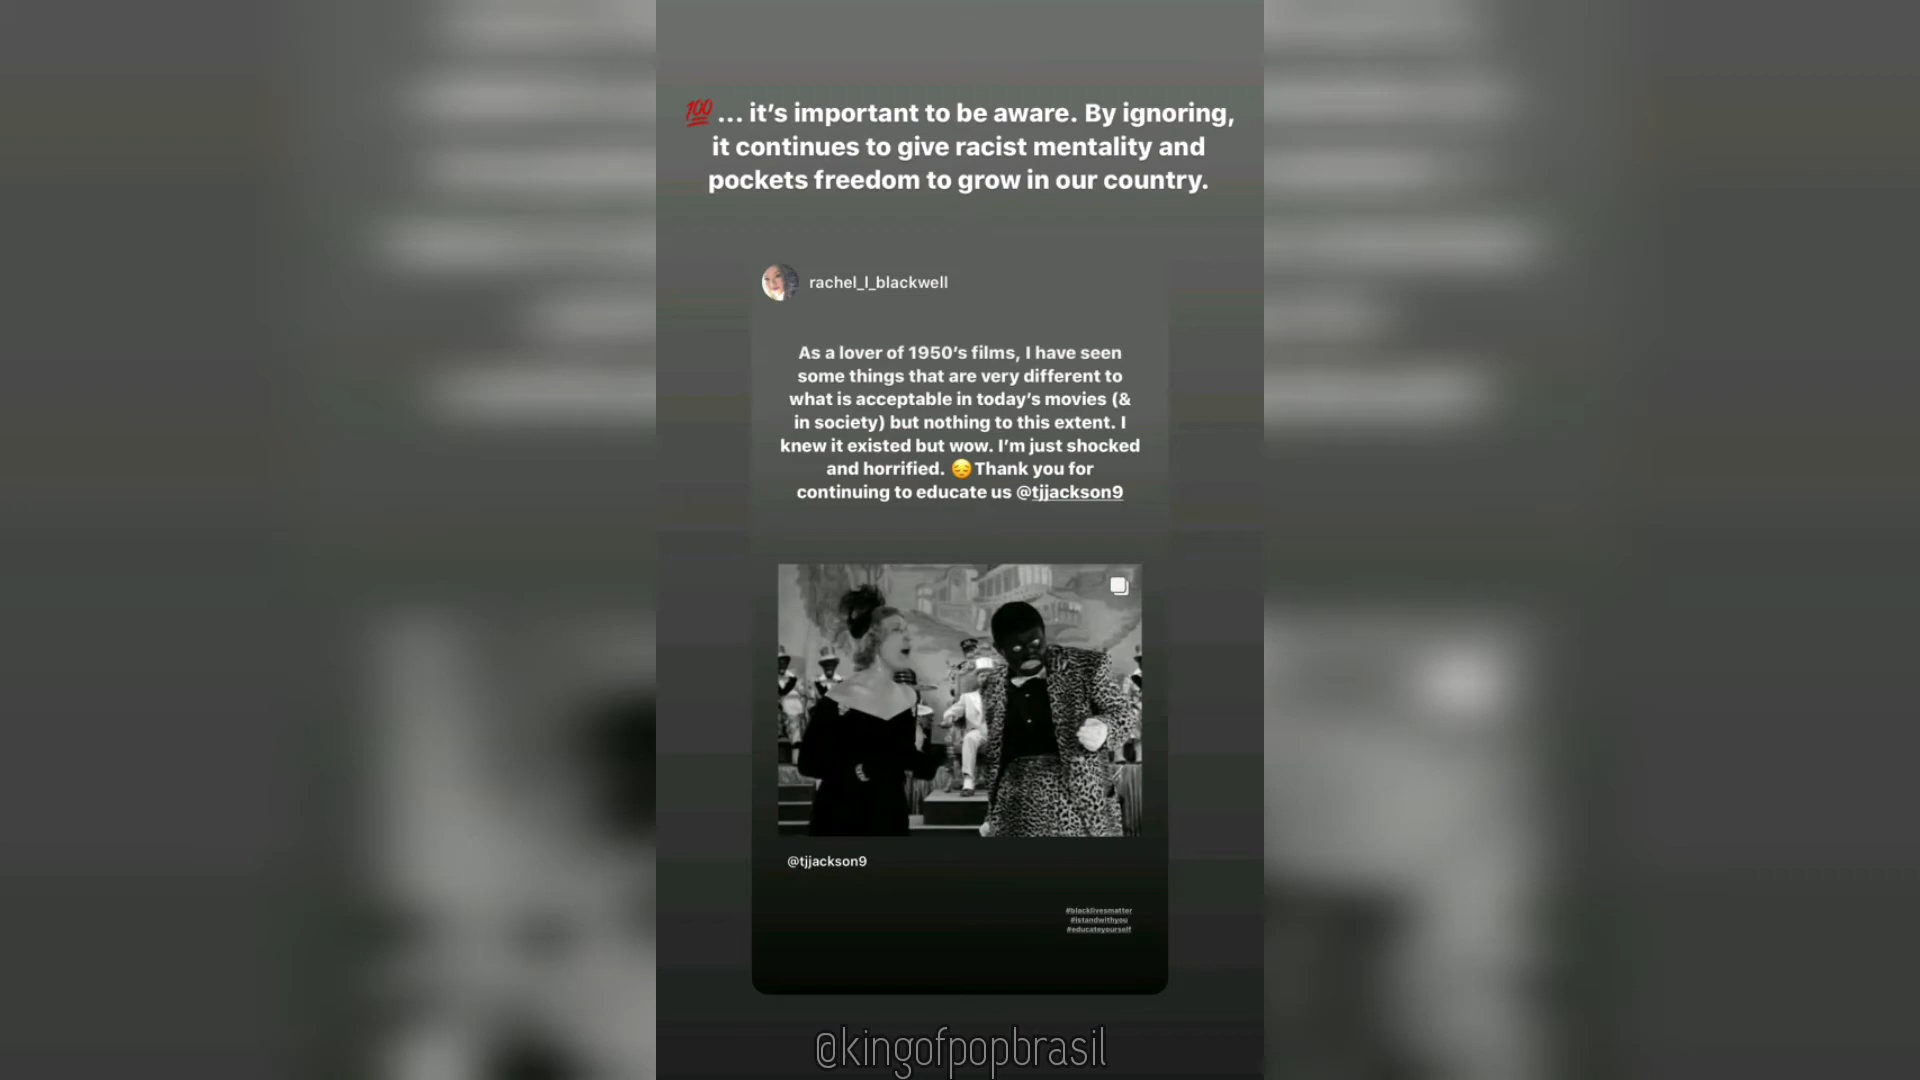 💯... it's important to be aware. By ignoring,
it continues to give racist mentality and
pockets freedom to grow in our country.
rachel_l_blackwell
As a lover of 1950's films, I have seen
some things that are very different to
what is acceptable in today's movies (&
in society) but nothing to this extent. I
knew it existed but wow. I'm just shocked
and horrified. 😔Thank you for
continuing to educate us @tjjackson9
@tjjackson9
#blacklivesmatter
#istandwithyou
#educateyourself
@kingofpopbrasil